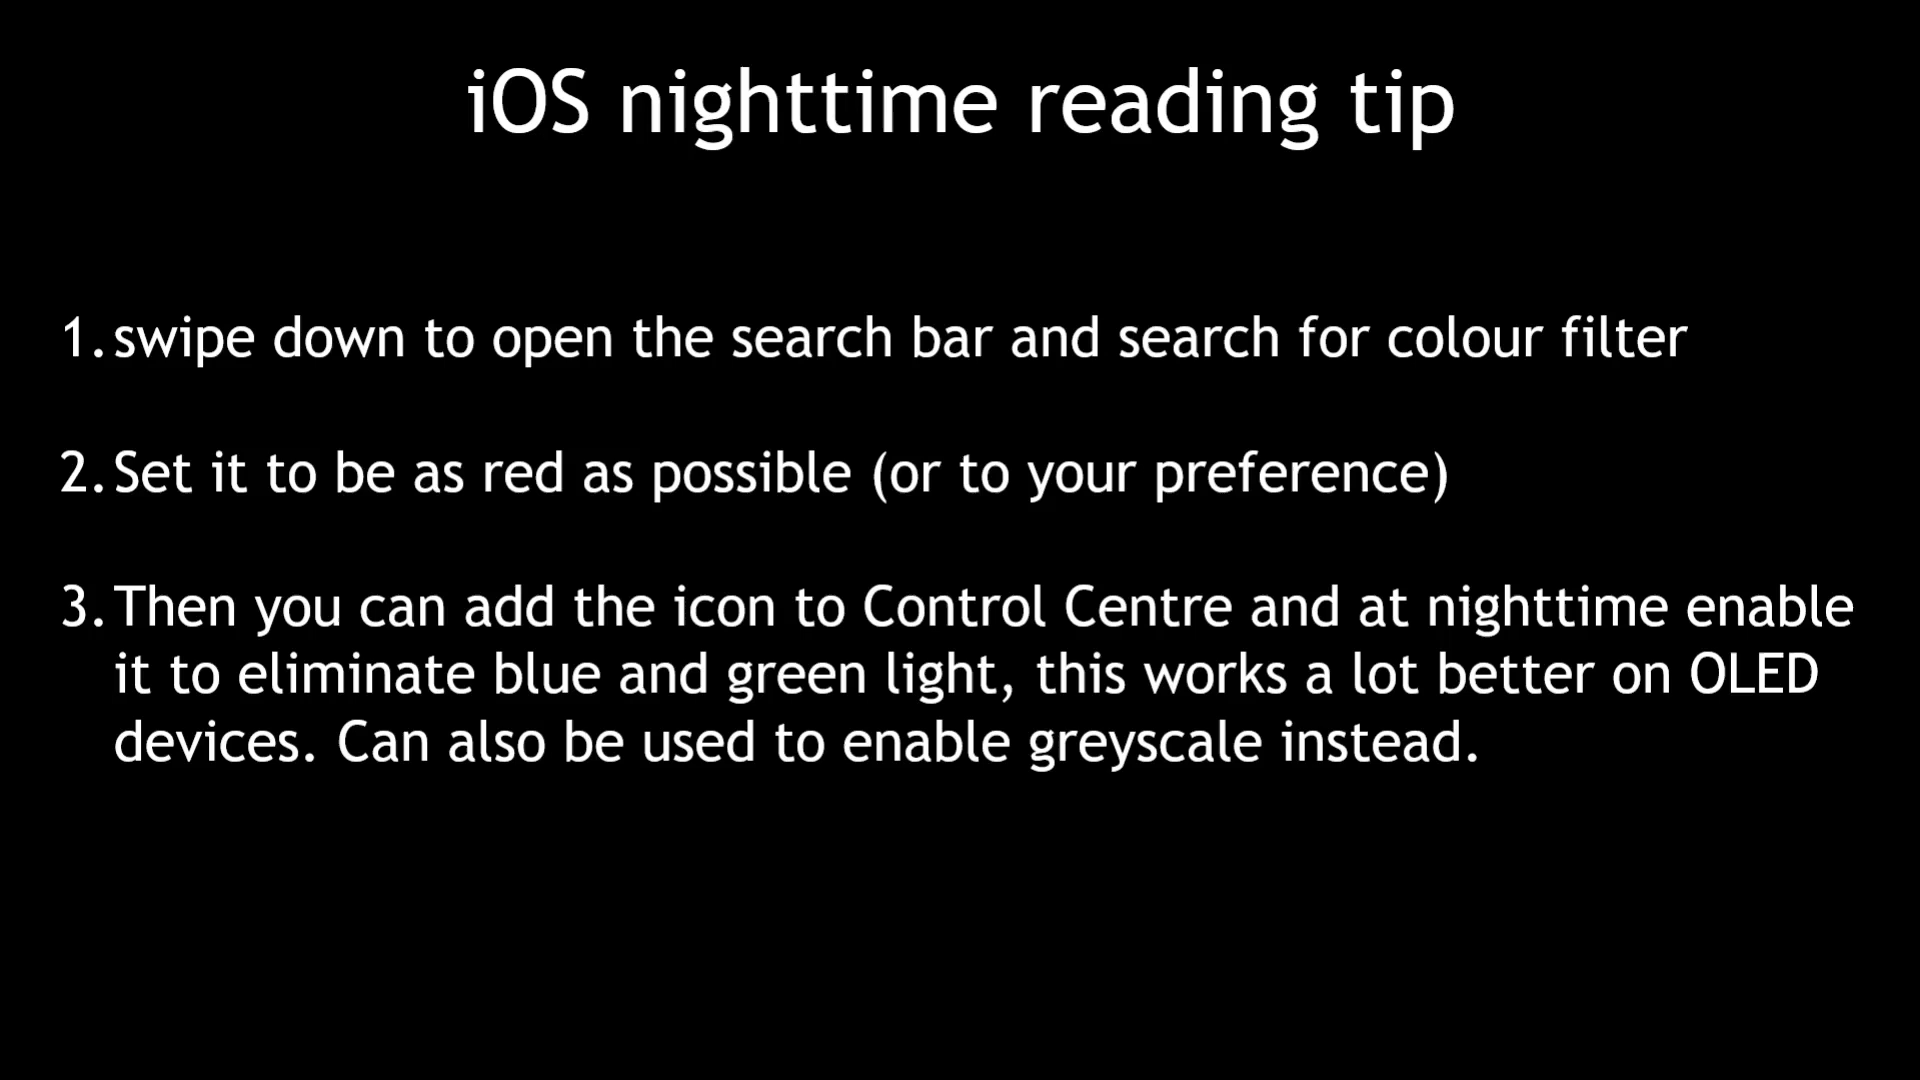 iOS nighttime reading tip
1. swipe down to open the search bar and search for colour filter
2. Set it to be as red as possible (or to your preference)
3. Then you can add the icon to Control Centre and at nighttime enable
it to eliminate blue and green light, this works a lot better on OLED
devices. Can also be used to enable greyscale instead.